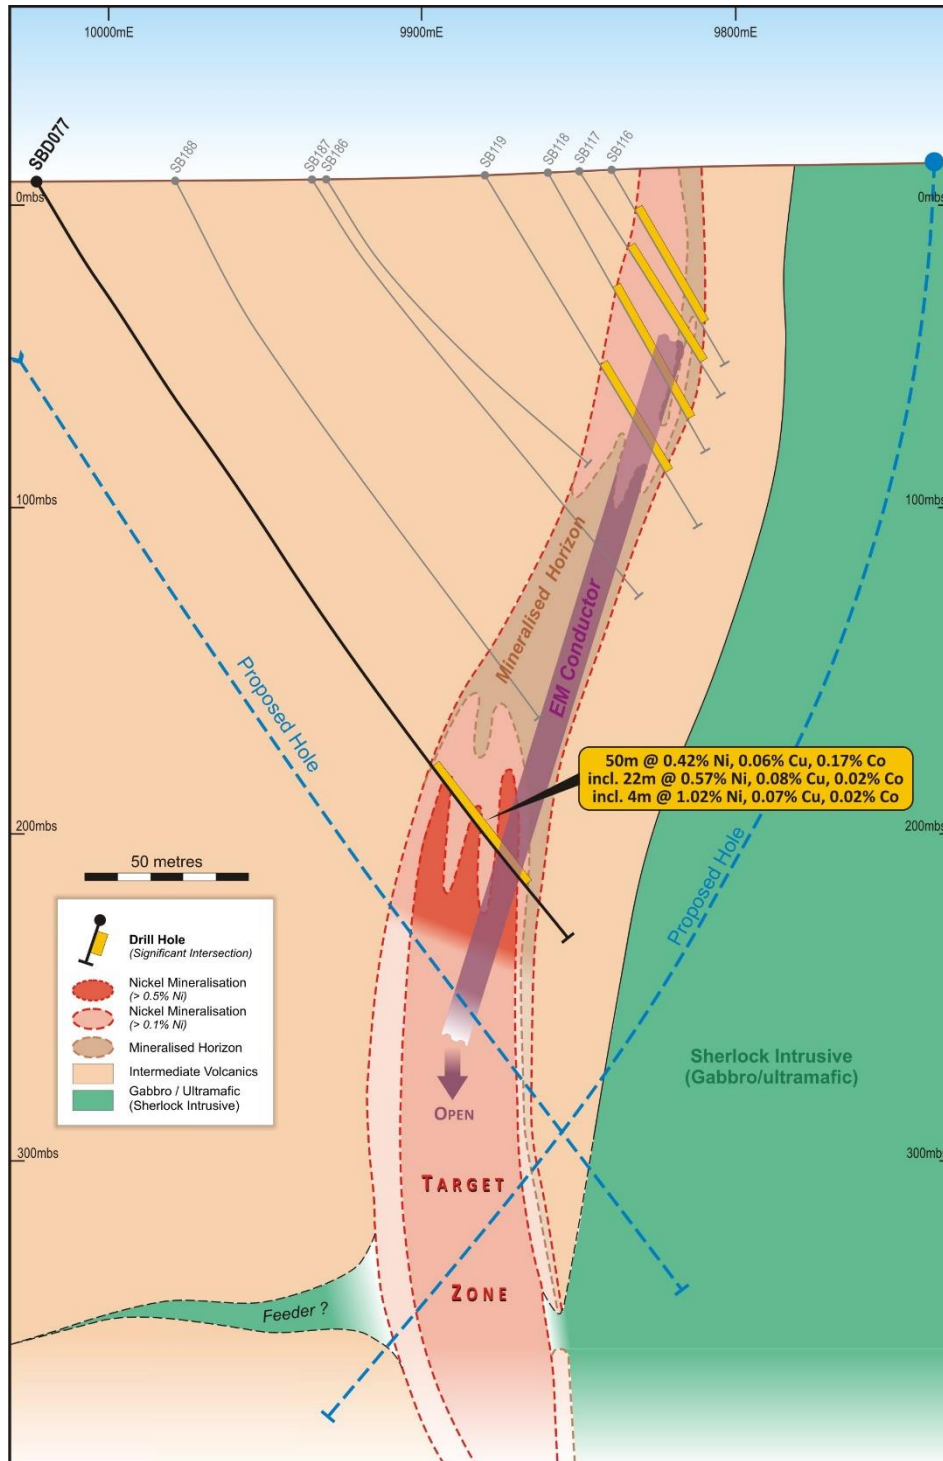 10000mE
9900mE
9800mE
SBD077
SB188
SB187
SB186
SB119
SB118
SB117
SB116
0mbs
0mbs
100mbs
100mbs
Mineralised Horizon
EM Conductor
Proposed Hole
50m @ 0.42% Ni, 0.06% Cu, 0.17% Co
incl. 22m @ 0.57% Ni, 0.08% Cu, 0.02% Co
incl. 4m @ 1.02% Ni, 0.07% Cu, 0.02% Co
200mbs
200mbs
Proposed Hole
50 metres
Drill Hole
(Significant Intersection)
Nickel Mineralisation
(> 0.5% Ni)
Nickel Mineralisation
(> 0.1% Ni)
Mineralised Horizon
Intermediate Volcanics
Gabbro / Ultramafic
(Sherlock Intrusive)
Sherlock Intrusive
(Gabbro/ultramafic)
OPEN
300mbs
300mbs
TARGET
ZONE
Feeder ?